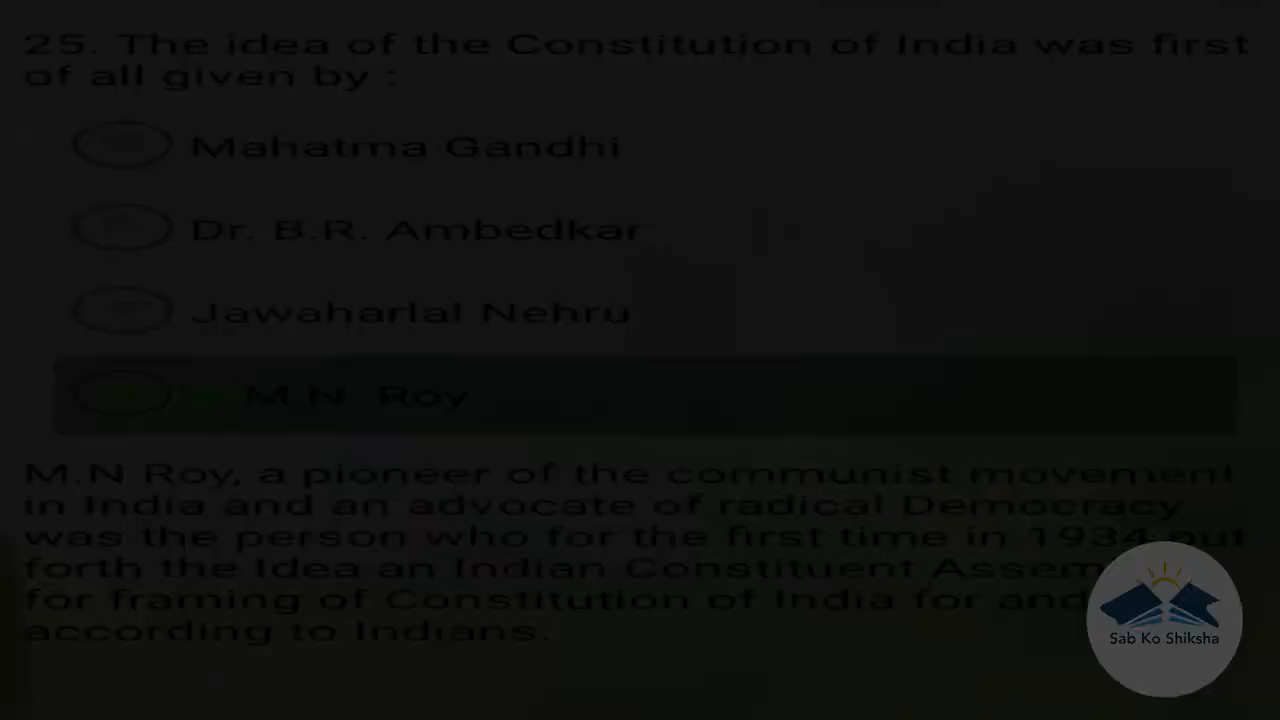 25. The idea of the Constitution of India was first
of all given by :
Mahatma Gandhi
Dr. B.R. Ambedkar
Jawaharlal Nehru
M.N. Roy
M.N Roy, a pioneer of the communist movement
in India and an advocate of radical Democracy
was the person who for the first time in 1934 put
forth the Idea an Indian Constituent
for framing of Constitution of India for and
according to Indians.
Sab Ko Shiksha